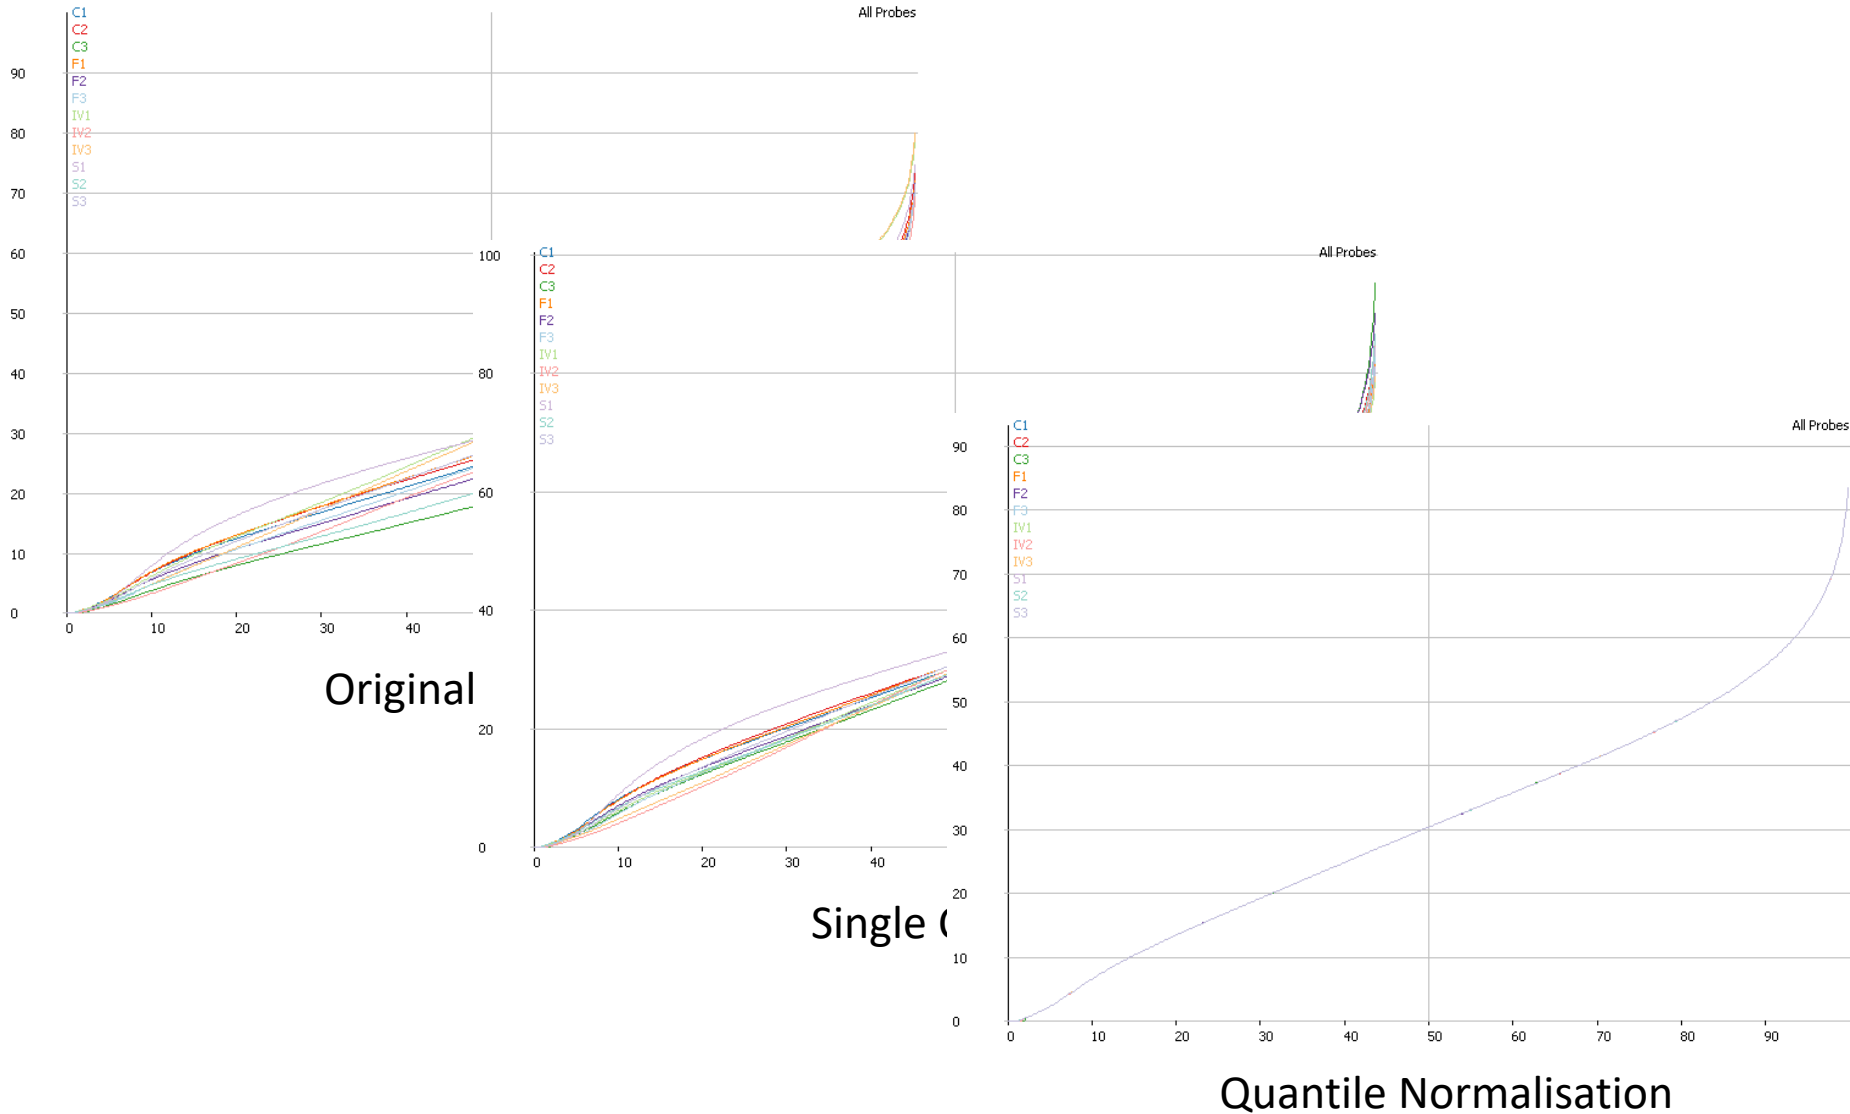 C1
All Probes
C2
C3
F1
90
F2
F3
IV1
80
IV2
IV3
S1
70
S2
S3
60
50
40
30
20
10
0
0 10 20 30 40
Original
100
C1
All Probes
C2
C3
F1
F2
F3
IV1
80
IV2
IV3
S1
S2
S3
60
40
20
0
0 10 20 30 40
Single
C1
All Probes
90
C2
C3
F1
F2
80
F3
IV1
IV2
IV3
70
S1
S2
S3
60
50
40
30
20
10
0
0 10 20 30 40 50 60 70 80 90
Quantile Normalisation